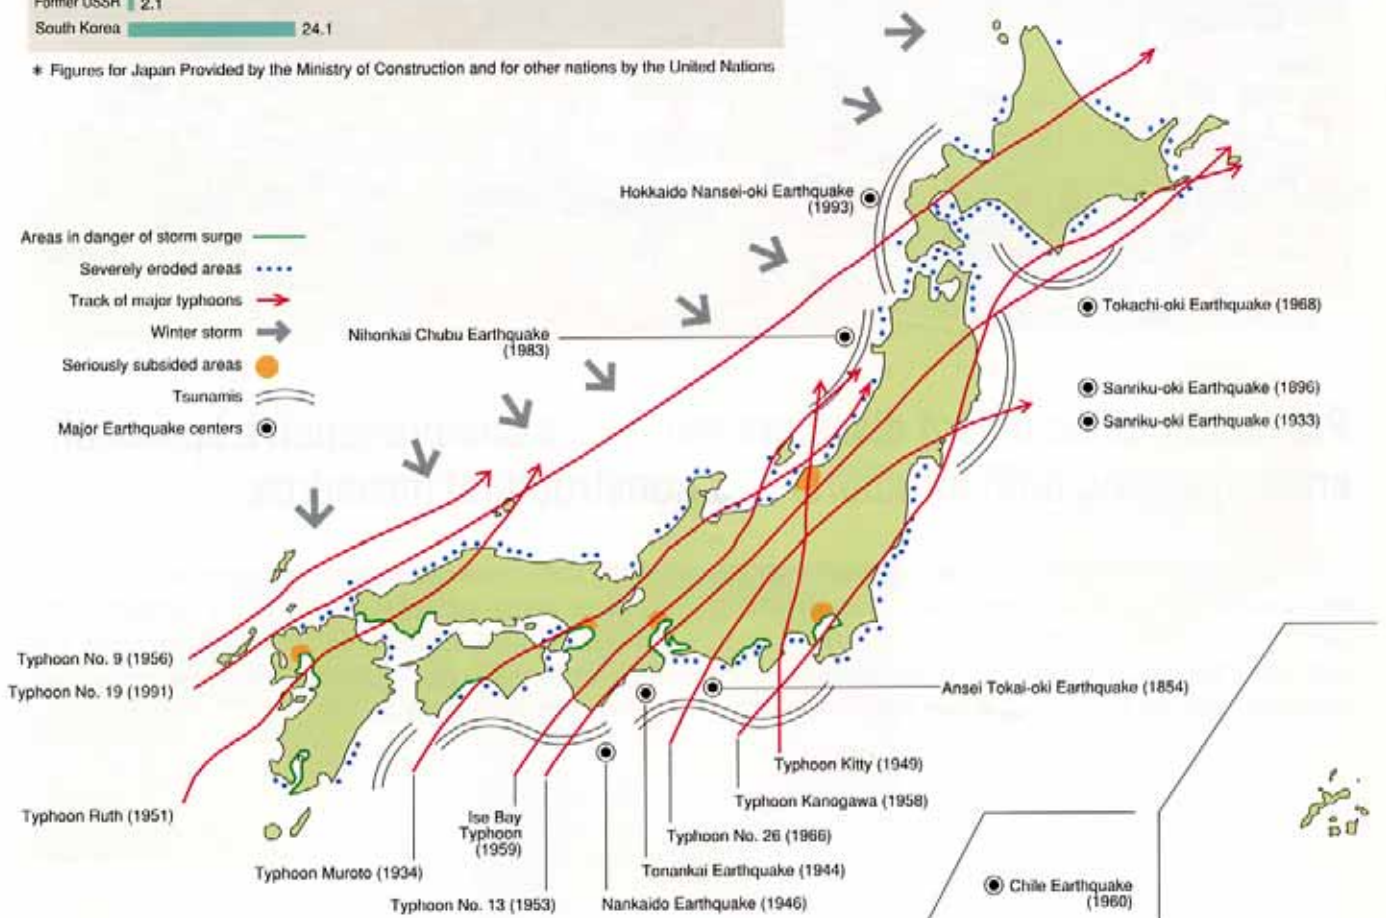 Former USSR 2.1
South Korea 24.1
* Figures for Japan Provided by the Ministry of Construction and for other nations by the United Nations
Hokkaido Nansei-oki Earthquake
(1993)
Areas in danger of storm surge
Severely eroded areas
Track of major typhoons
Winter storm
Seriously subsided areas
Tsunamis
Major Earthquake centers
Nihonkai Chubu Earthquake
(1983)
Tokachi-oki Earthquake (1968)
Sanriku-oki Earthquake (1896)
Sanriku-oki Earthquake (1933)
Typhoon No. 9 (1956)
Typhoon No. 19 (1991)
Typhoon Ruth (1951)
Ansei Tokai-oki Earthquake (1854)
Typhoon Kitty (1949)
Typhoon Kanogawa (1958)
Ise Bay
Typhoon
(1959)
Typhoon No. 26 (1966)
Typhoon Muroto (1934)
Tonankai Earthquake (1944)
Typhoon No. 13 (1953)
Nankaido Earthquake (1946)
Chile Earthquake
(1960)